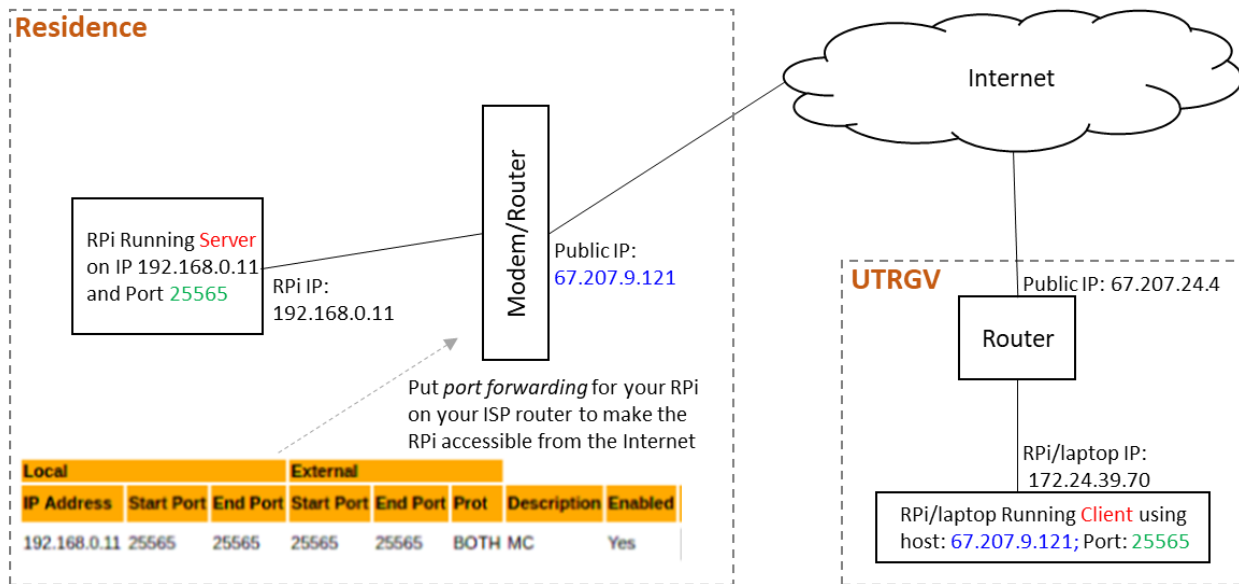 Residence
Internet
Modem/Router
RPi Running Server
on IP 192.168.0.11
and Port 25565
RPi IP:
192.168.0.11
Public IP:
67.207.9.121
UTRGV
Public IP: 67.207.24.4
Router
Put port forwarding for your RPi
on your ISP router to make the
RPi accessible from the Internet
RPi/laptop IP:
172.24.39.70
RPi/laptop Running Client using
host: 67.207.9.121; Port: 25565
Local External
IP Address Start Port End Port Start Port End Port Prot Description Enabled
192.168.0.11 25565 25565 25565 25565 BOTH MC Yes